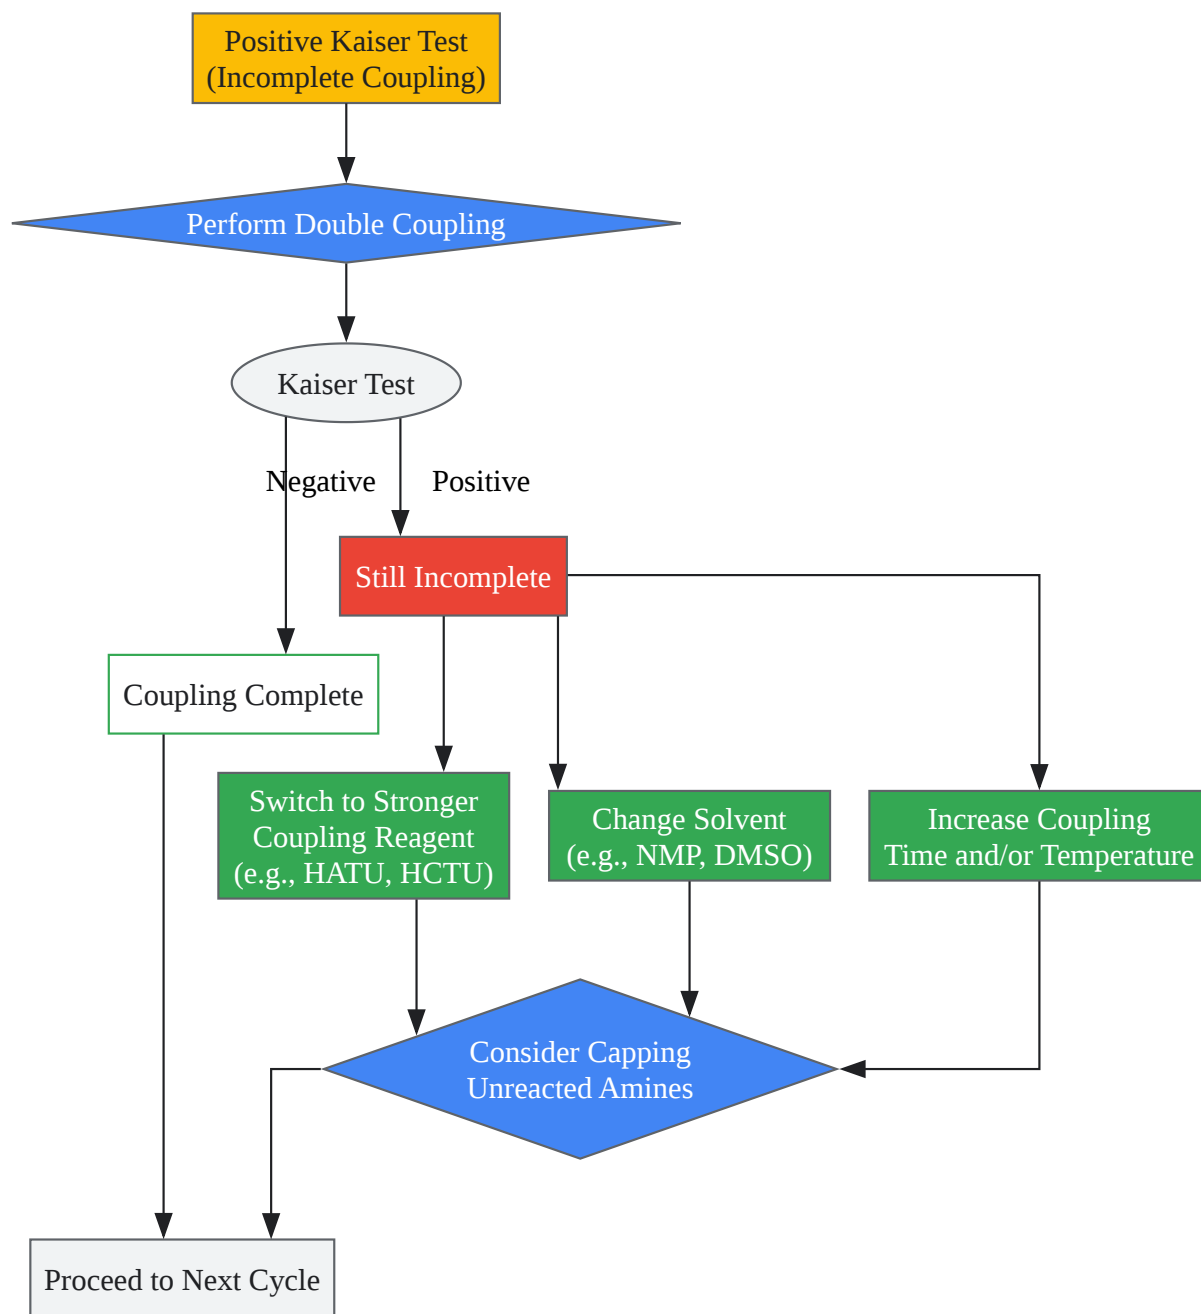 Positive Kaiser Test
(Incomplete Coupling)
Perform Double Coupling
Kaiser Test
Negative
Positive
Still Incomplete
Coupling Complete
Switch to Stronger
Coupling Reagent
(e.g., HATU, HCTU)
Change Solvent
(e.g., NMP, DMSO)
Increase Coupling
Time and/or Temperature
Consider Capping
Unreacted Amines
Proceed to Next Cycle